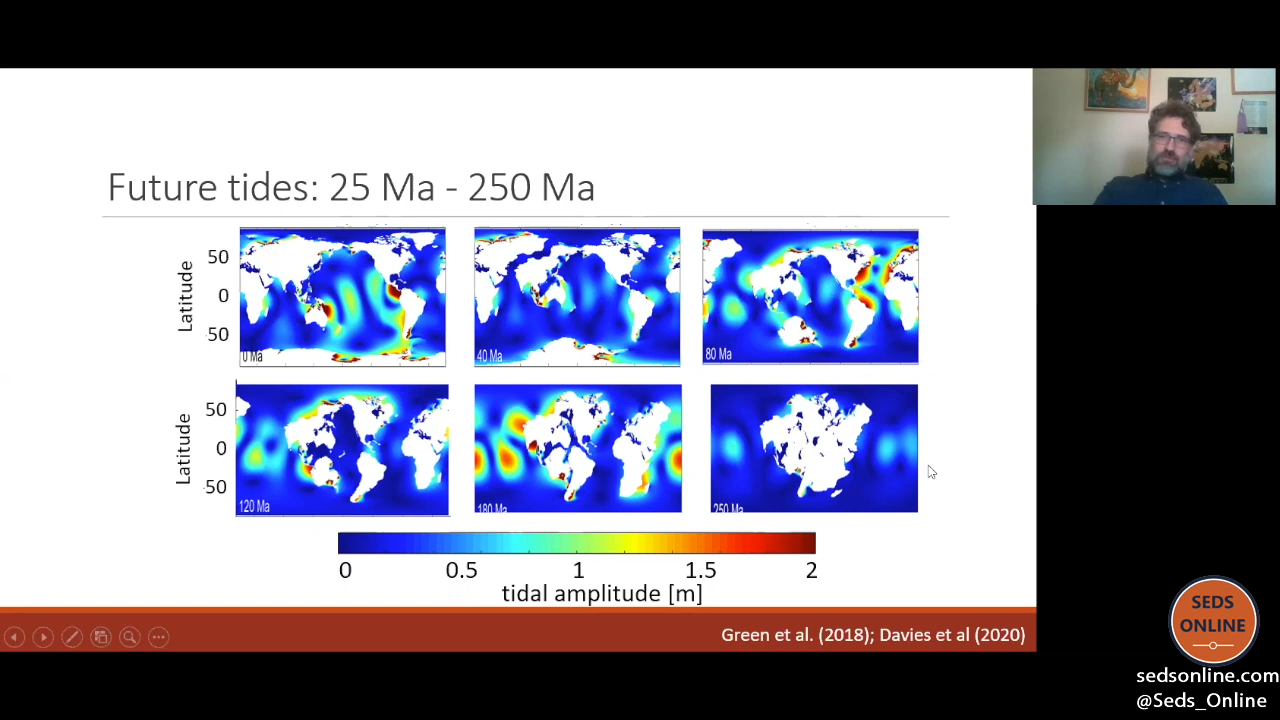 Future tides: 25 Ma - 250 Ma
50
0
50
Latitude
0 Ma
40 Ma
80 Ma
50
0
50
Latitude
120 Ma
180 Ma
250 Ma
0 0.5 1 1.5 2
tidal amplitude [m]
Green et al. (2018); Davies et al (2020)
SEDS
ONLINE
sedsonline.com
@Seds_Online